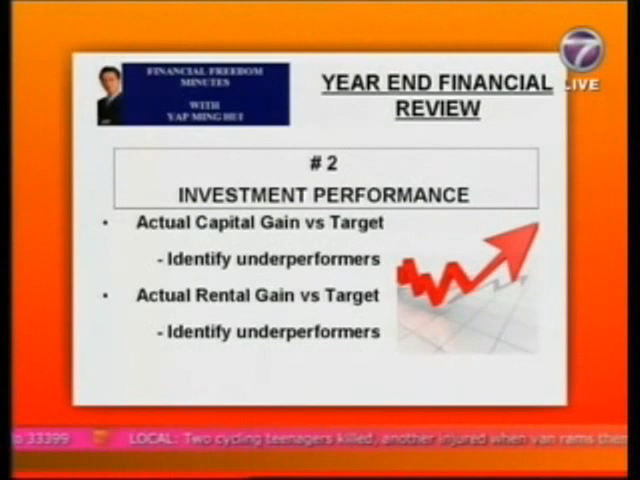 7
LIVE
FINANCIAL FREEDOM
MINUTES
WITH
YAP MING HUI
YEAR END FINANCIAL
REVIEW
# 2
INVESTMENT PERFORMANCE
• Actual Capital Gain vs Target
- Identify underperformers
• Actual Rental Gain vs Target
- Identify underperformers
to 33399 LOCAL: Two cycling teenagers killed, another injured when van rams